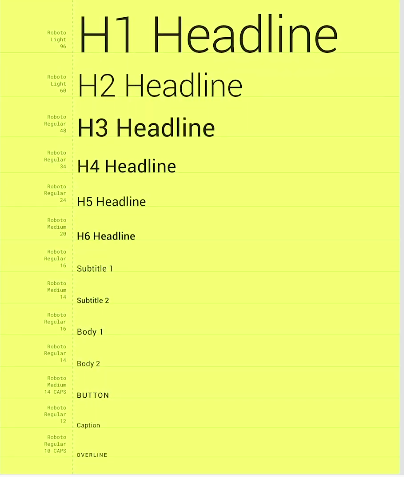 Roboto
Light
96
H1 Headline
Roboto
Light
60
H2 Headline
Roboto
Regular
48
H3 Headline
Roboto
Regular
34
H4 Headline
Roboto
Regular
24
H5 Headline
Roboto
Medium
20
H6 Headline
Roboto
Regular
16
Subtitle 1
Roboto
Medium
14
Subtitle 2
Roboto
Regular
16
Body 1
Roboto
Regular
14
Body 2
Roboto
Medium
14 CAPS
BUTTON
Roboto
Regular
12
Caption
Roboto
Regular
10 CAPS
OVERLINE